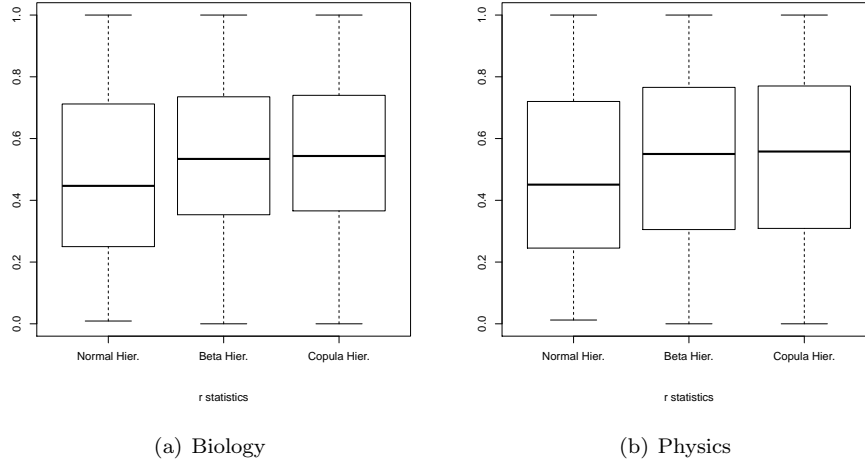 1.0
0.8
0.6
0.4
0.2
0.0
Normal Hier. Beta Hier. Copula Hier.
r statistics
(a) Biology
1.0
0.8
0.6
0.4
0.2
0.0
Normal Hier. Beta Hier. Copula Hier.
r statistics
(b) Physics